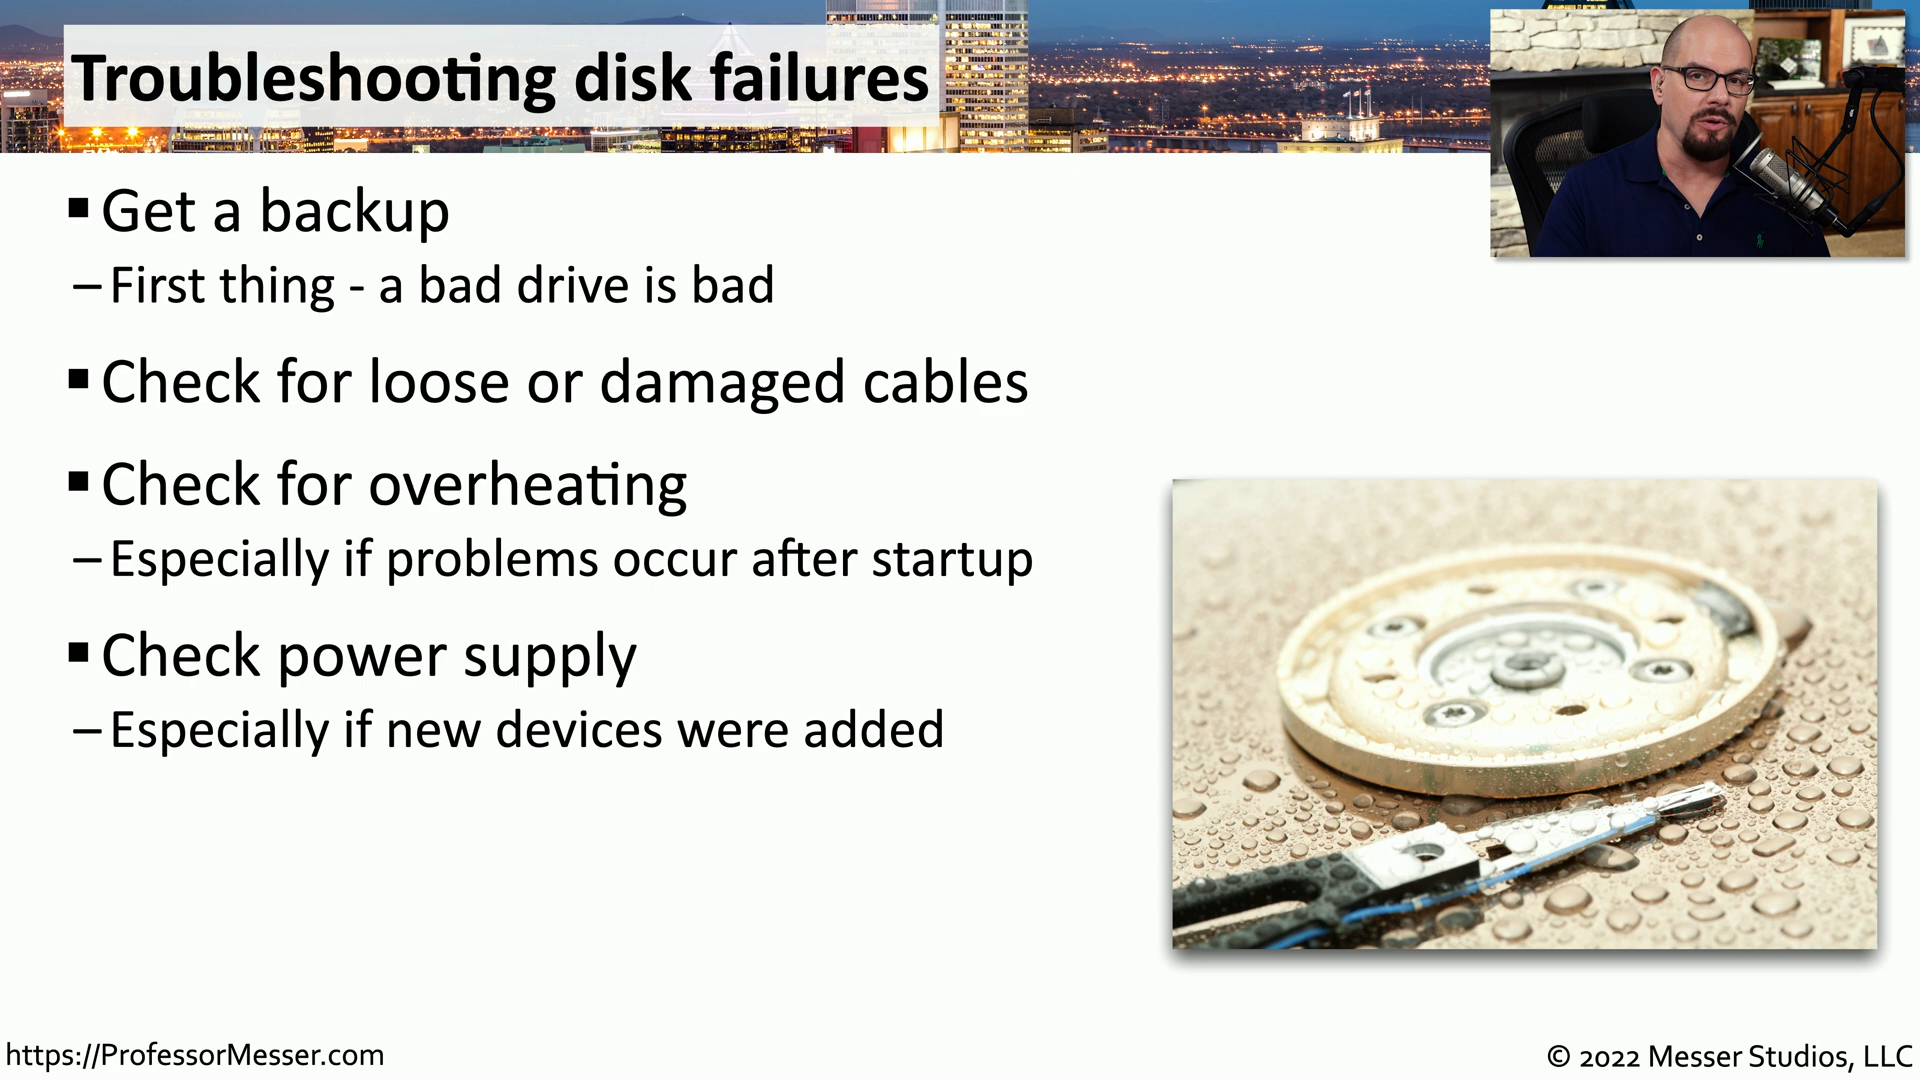 Troubleshooting disk failures
▪ Get a backup
– First thing - a bad drive is bad
▪ Check for loose or damaged cables
▪ Check for overheating
– Especially if problems occur after startup
▪ Check power supply
– Especially if new devices were added
https://ProfessorMesser.com
© 2022 Messer Studios, LLC